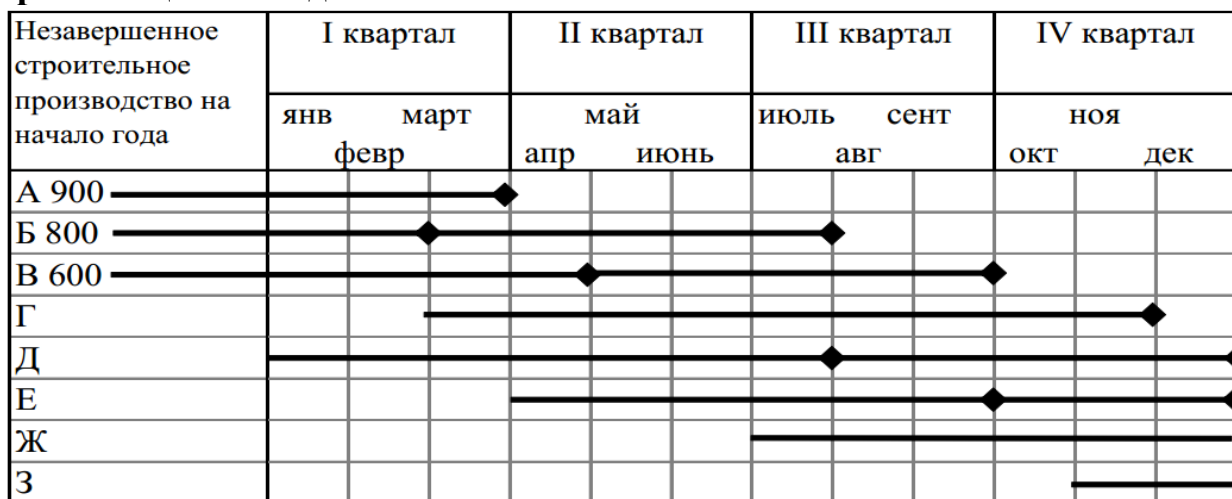 Незавершенное
строительное
производство на
начало года
I квартал II квартал III квартал IV квартал
янв март май июль сент ноя
февр апр июнь авг окт дек
А 900
Б 800
В 600
Г
Д
Е
Ж
З